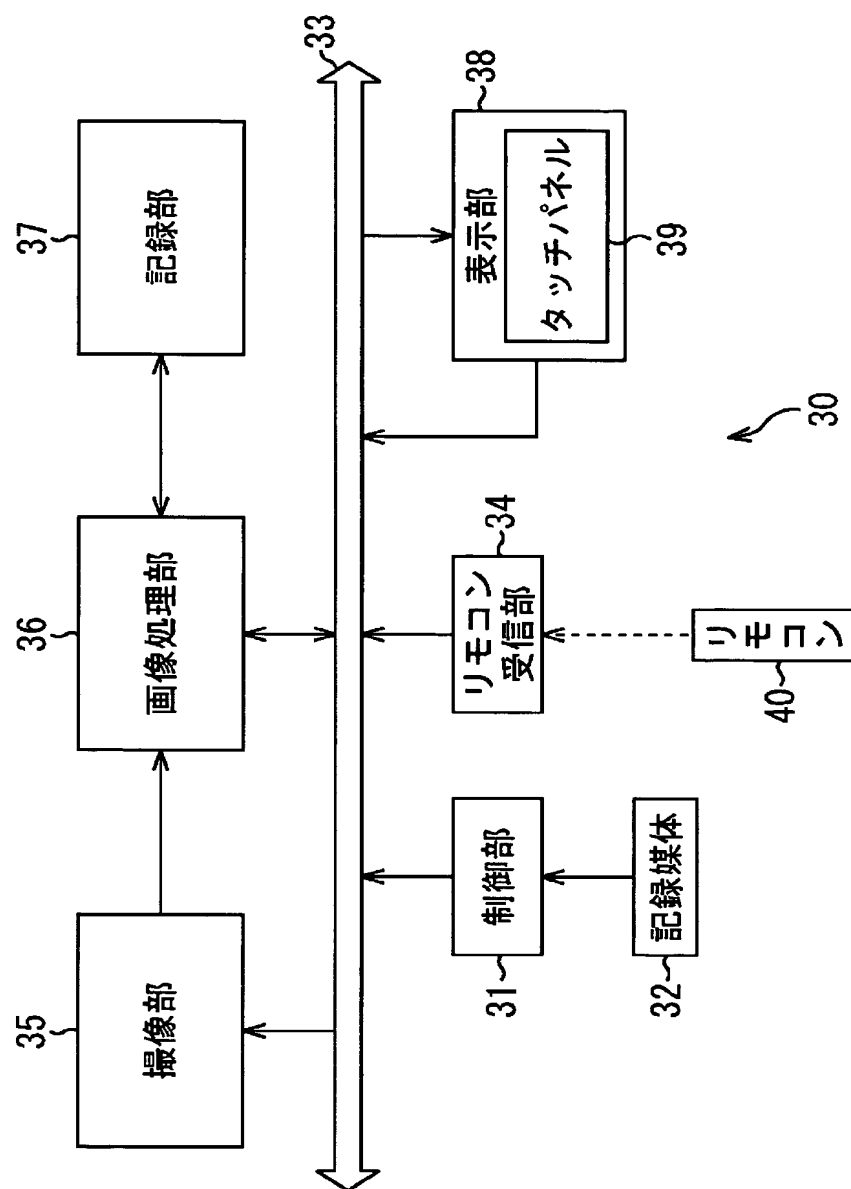 35
撮像部
36
画像処理部
37
記録部
33
31
制御部
32
記録媒体
34
リモコン
受信部
40
リモコン
38
表示部
タッチパネル
39
30